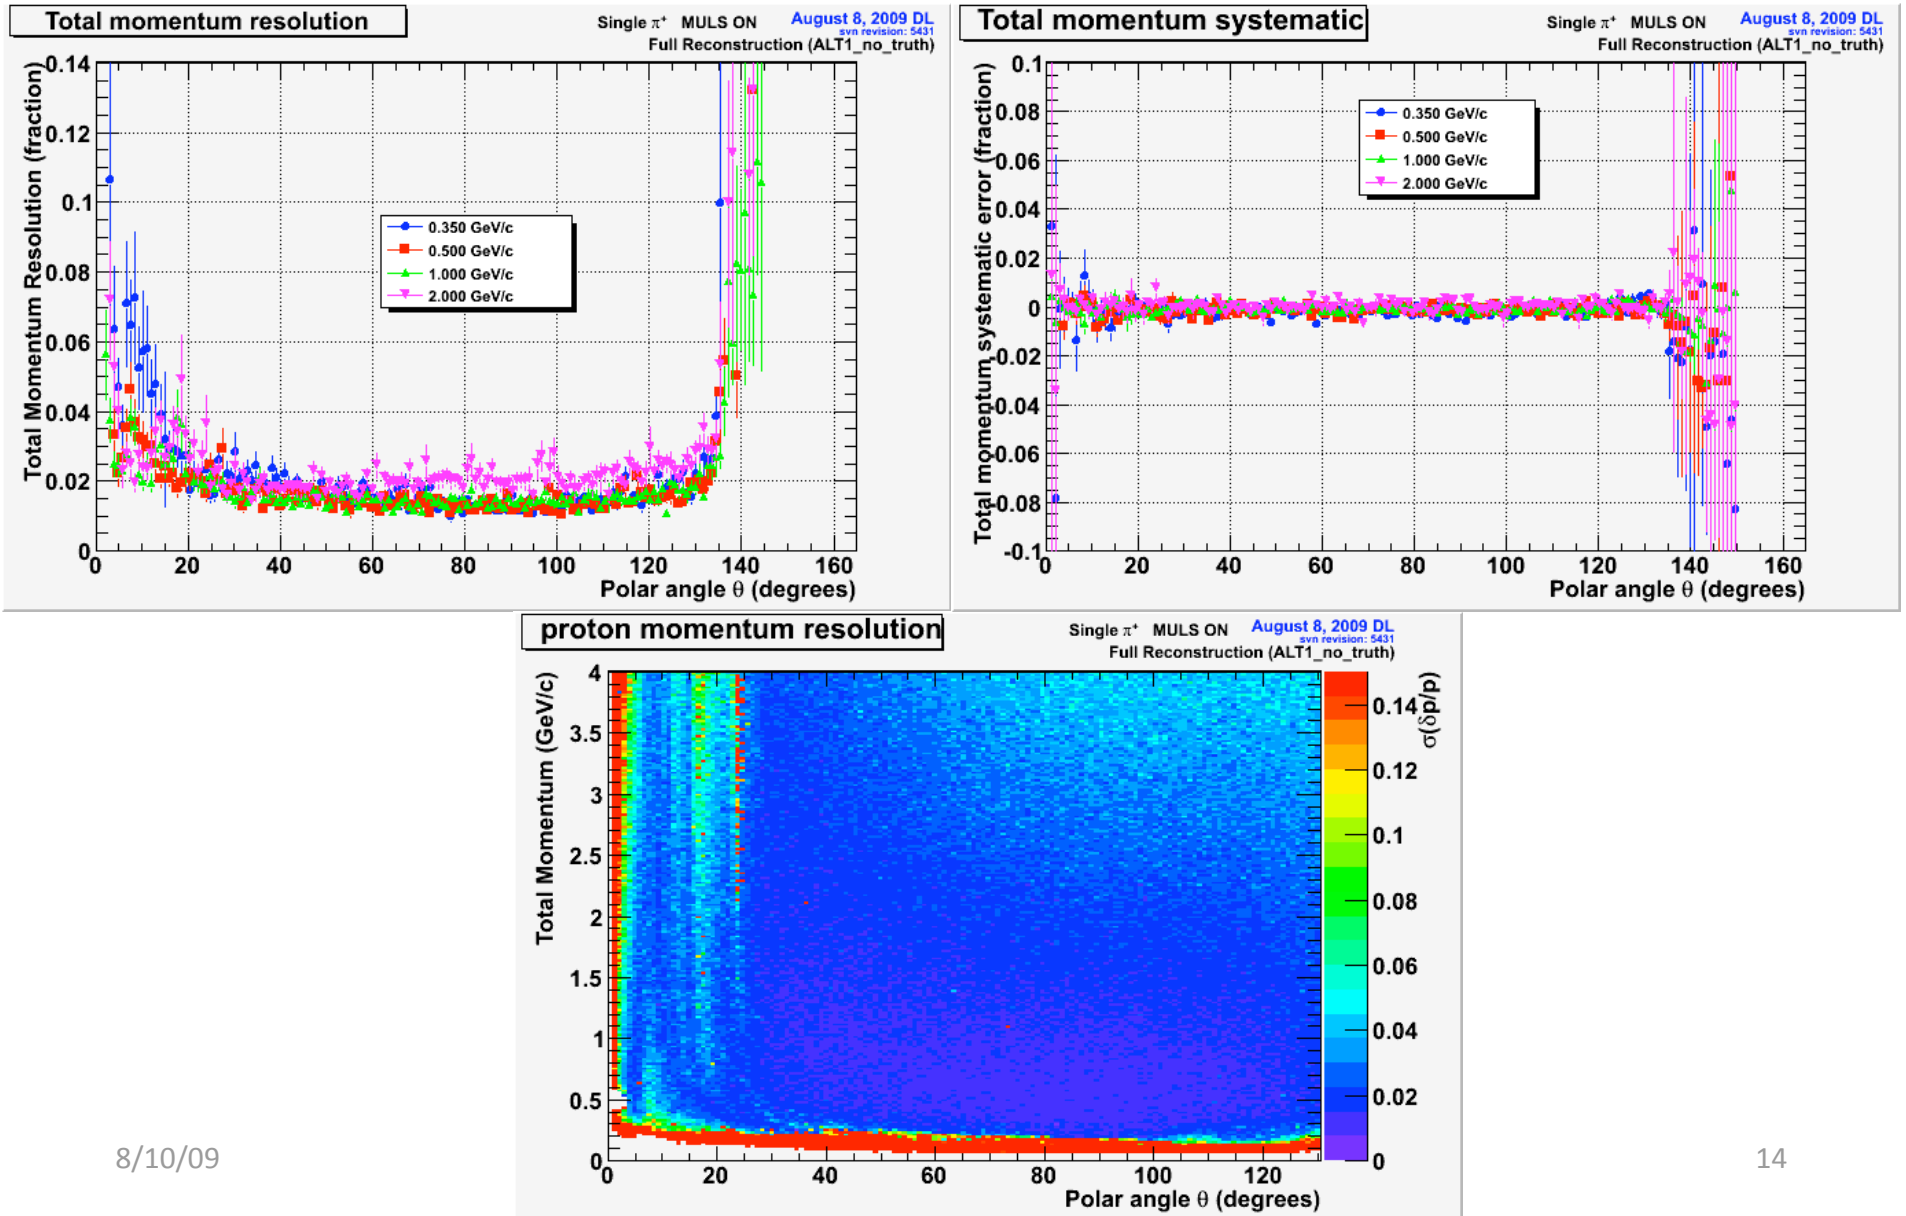 Total momentum resolution
Single π⁺ MULS ON
August 8, 2009 DL
svn revision: 5431
Full Reconstruction (ALT1_no_truth)
Total Momentum Resolution (fraction)
0.14
0.12
0.1
0.08
0.06
0.04
0.02
0
0.350 GeV/c
0.500 GeV/c
1.000 GeV/c
2.000 GeV/c
0 20 40 60 80 100 120 140 160
Polar angle θ (degrees)
Total momentum systematic
Single π⁺ MULS ON
August 8, 2009 DL
svn revision: 5431
Full Reconstruction (ALT1_no_truth)
Total momentum systematic error (fraction)
0.1
0.08
0.06
0.04
0.02
0
-0.02
-0.04
-0.06
-0.08
-0.1
0.350 GeV/c
0.500 GeV/c
1.000 GeV/c
2.000 GeV/c
0 20 40 60 80 100 120 140 160
Polar angle θ (degrees)
proton momentum resolution
Single π⁺ MULS ON
August 8, 2009 DL
svn revision: 5431
Full Reconstruction (ALT1_no_truth)
Total Momentum (GeV/c)
4
3.5
3
2.5
2
1.5
1
0.5
0
0 20 40 60 80 100 120
Polar angle θ (degrees)
0.14
0.12
0.1
0.08
0.06
0.04
0.02
0
σ(δp/p)
8/10/09
14